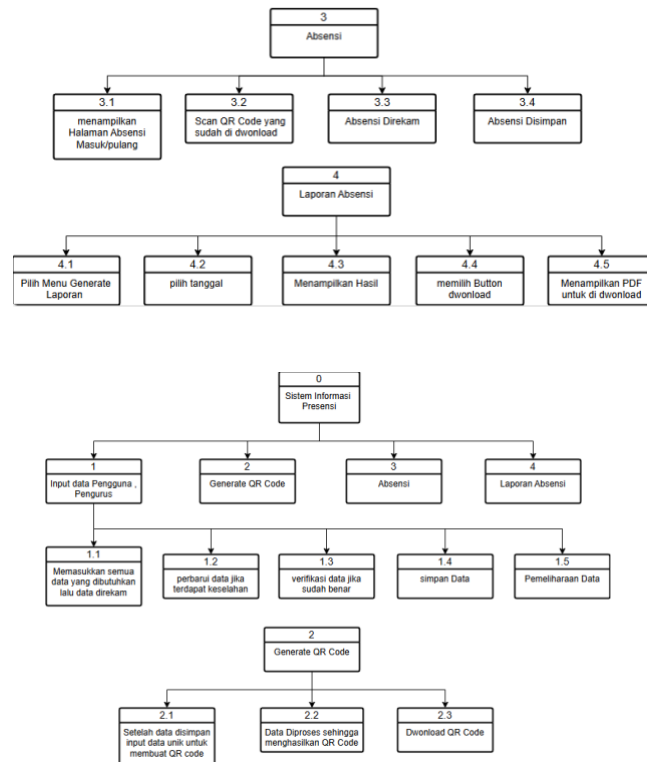 3
Absensi
3.1
menampilkan
Halaman Absensi
Masuk/pulang
3.2
Scan QR Code yang
sudah di dwonload
3.3
Absensi Direkam
3.4
Absensi Disimpan
4
Laporan Absensi
4.1
Pilih Menu Generate
Laporan
4.2
pilih tanggal
4.3
Menampilkan Hasil
4.4
memilih Button
dwonload
4.5
Menampilkan PDF
untuk di dwonload
0
Sistem Informasi
Presensi
1
Input data Pengguna ,
Pengurus
2
Generate QR Code
3
Absensi
4
Laporan Absensi
1.1
Memasukkan semua
data yang dibutuhkan
lalu data direkam
1.2
perbarui data jika
terdapat keselahan
1.3
verifikasi data jika
sudah benar
1.4
simpan Data
1.5
Pemeliharaan Data
2
Generate QR Code
2.1
Setelah data disimpan
input data unik untuk
membuat QR code
2.2
Data Diproses sehingga
menghasilkan QR Code
2.3
Dwonload QR Code